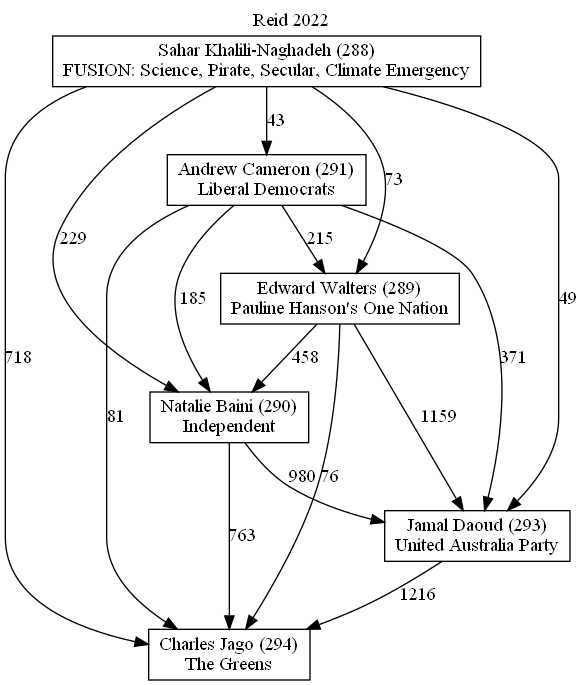 Reid 2022
Sahar Khalili-Naghadeh (288)
FUSION: Science, Pirate, Secular, Climate Emergency
43
Andrew Cameron (291)
Liberal Democrats
73
229
215
Edward Walters (289)
Pauline Hanson's One Nation
185
49
718
458
371
Natalie Baini (290)
Independent
81
1159
980
76
763
Jamal Daoud (293)
United Australia Party
1216
Charles Jago (294)
The Greens